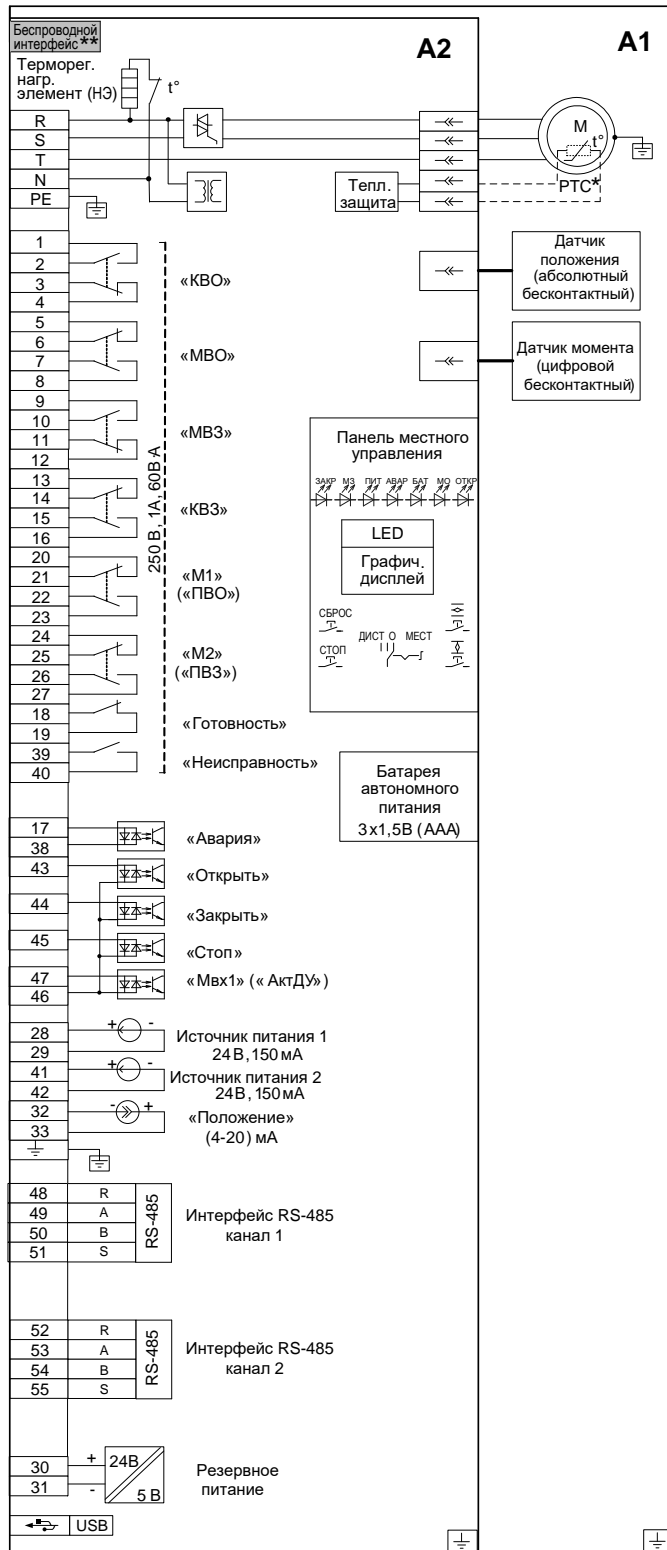 Беспроводной
интерфейс**
А2
А1
Терморег.
нагр.
элемент (НЭ)
t°
R
S
T
N
PE
M
t°
PTC*
Тепл.
защита
1
2
3
4
«КВО»
5
6
7
8
«МВО»
9
10
11
12
«МВЗ»
13
14
15
16
«КВЗ»
20
21
22
23
«М1»
(«ПВО»)
24
25
26
27
«М2»
(«ПВЗ»)
18
19
«Готовность»
39
40
«Неисправность»
250 В, 1А, 60В А
Датчик
положения
(абсолютный
бесконтактный)
Датчик момента
(цифровой
бесконтактный)
Панель местного
управления
ЗАКР МЗ ПИТ АВАР БАТ МО ОТКР
LED
Графич.
дисплей
СБРОС
СТОП
ДИСТ О МЕСТ
Батарея
автономного
питания
3х1,5В (ААА)
17
38
«Авария»
43
«Открыть»
44
«Закрыть»
45
«Стоп»
47
46
«Мвх1» (« АктДУ»)
28
29
+ -
Источник питания 1
24В,150мА
41
42
+ -
Источник питания 2
24В,150мА
32
33
- +
«Положение»
(4-20) мА
48 R
49 A
50 B
51 S
RS-485
Интерфейс RS-485
канал 1
52 R
53 A
54 B
55 S
RS-485
Интерфейс RS-485
канал 2
30 +
31 -
24В
5 В
Резервное
питание
USB